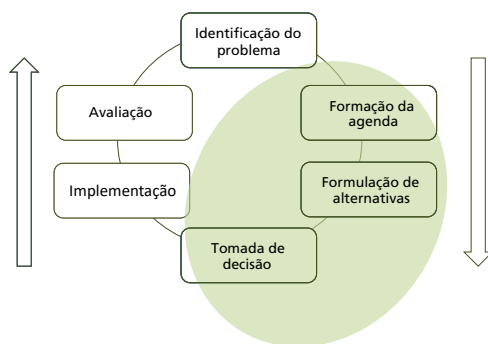 Identificação do
problema
Avaliação
Formação da
agenda
Implementação
Formulação de
alternativas
Tomada de
decisão